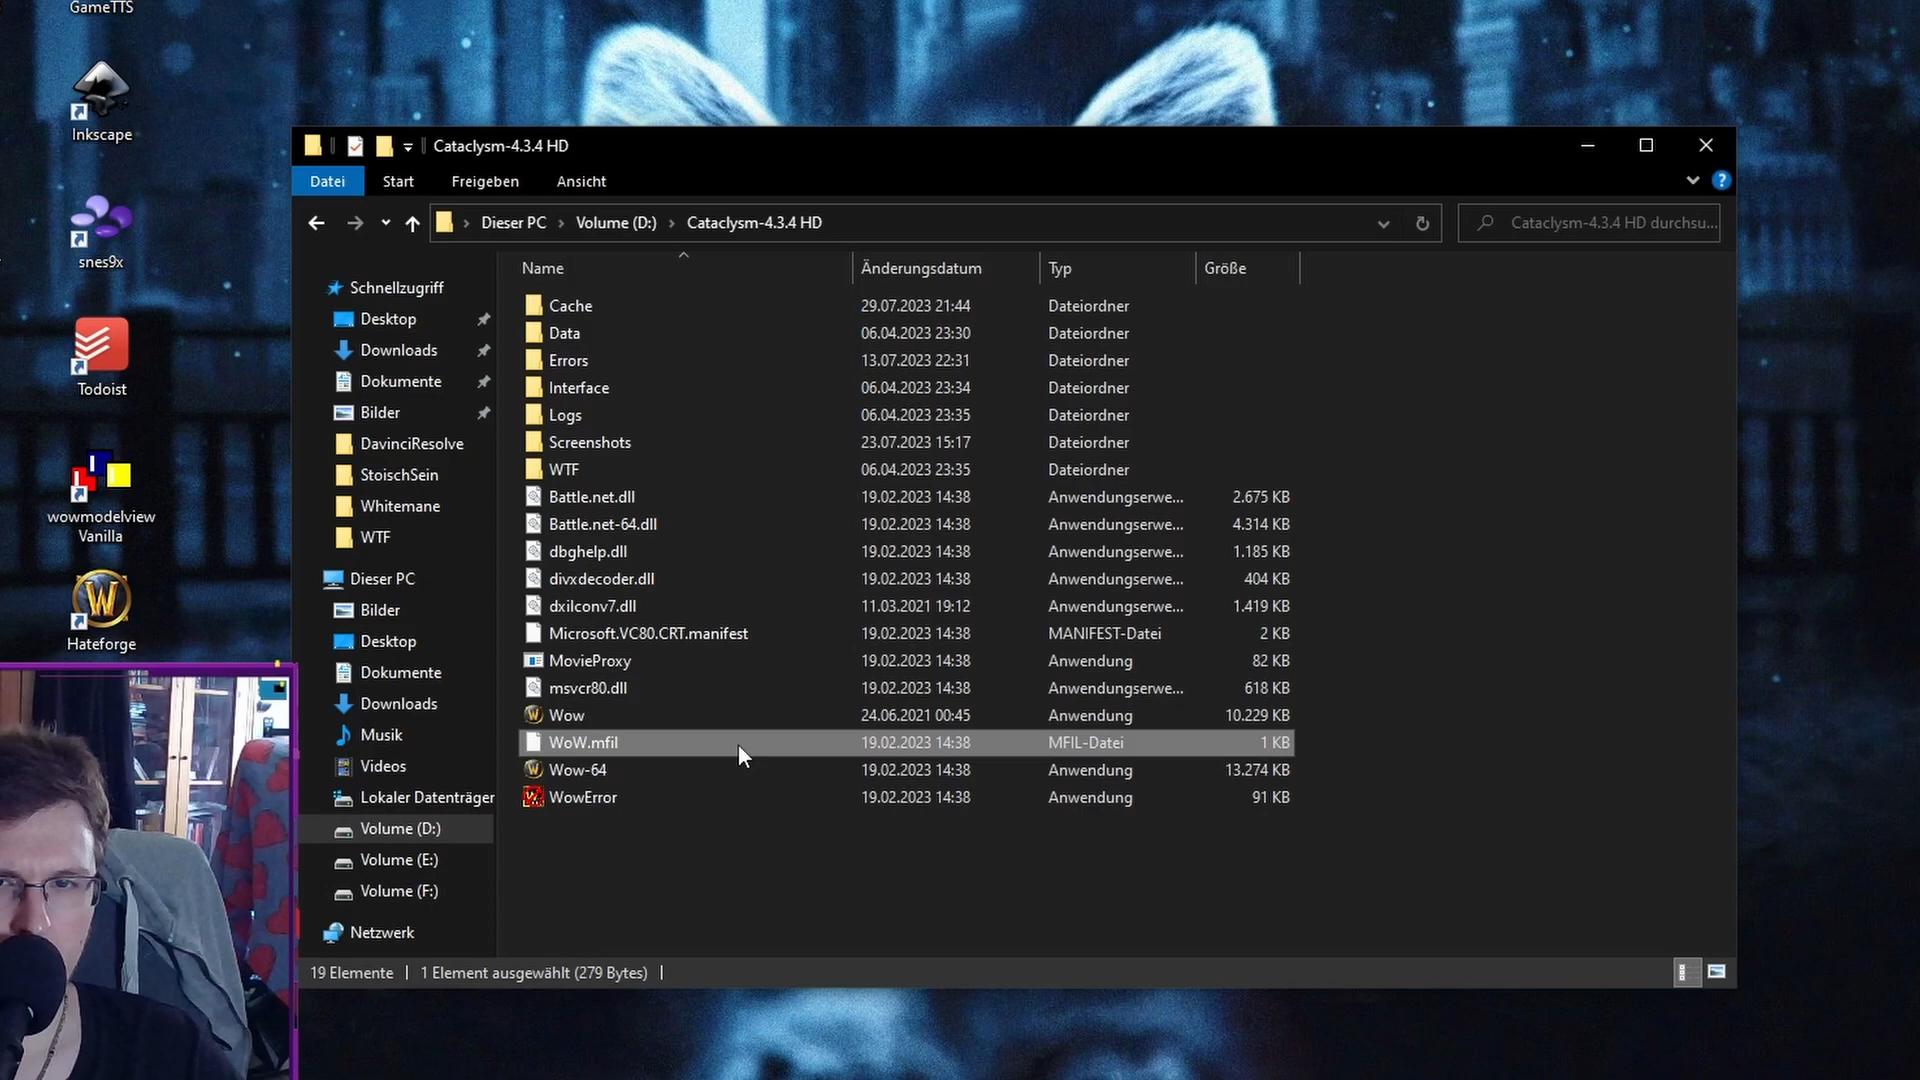 GameTTS
Inkscape
snes9x
Todoist
wowmodelview
Vanilla
Hateforge
Cataclysm-4.3.4 HD
Datei Start Freigeben Ansicht
Dieser PC Volume (D:) Cataclysm-4.3.4 HD
Cataclysm-4.3.4 HD durchsu...
Schnellzugriff
Desktop
Downloads
Dokumente
Bilder
DavinciResolve
StoischSein
Whitemane
WTF
Dieser PC
Bilder
Desktop
Dokumente
Downloads
Musik
Videos
Lokaler Datenträger
Volume (D:)
Volume (E:)
Volume (F:)
Netzwerk
Name Änderungsdatum Typ Größe
Cache 29.07.2023 21:44 Dateiordner
Data 06.04.2023 23:30 Dateiordner
Errors 13.07.2023 22:31 Dateiordner
Interface 06.04.2023 23:34 Dateiordner
Logs 06.04.2023 23:35 Dateiordner
Screenshots 23.07.2023 15:17 Dateiordner
WTF 06.04.2023 23:35 Dateiordner
Battle.net.dll 19.02.2023 14:38 Anwendungserwe... 2.675 KB
Battle.net-64.dll 19.02.2023 14:38 Anwendungserwe... 4.314 KB
dbghelp.dll 19.02.2023 14:38 Anwendungserwe... 1.185 KB
divxdecoder.dll 19.02.2023 14:38 Anwendungserwe... 404 KB
dxilconv7.dll 11.03.2021 19:12 Anwendungserwe... 1.419 KB
Microsoft.VC80.CRT.manifest 19.02.2023 14:38 MANIFEST-Datei 2 KB
MovieProxy 19.02.2023 14:38 Anwendung 82 KB
msvcr80.dll 19.02.2023 14:38 Anwendungserwe... 618 KB
Wow 24.06.2021 00:45 Anwendung 10.229 KB
WoW.mfil 19.02.2023 14:38 MFIL-Datei 1 KB
Wow-64 19.02.2023 14:38 Anwendung 13.274 KB
WowError 19.02.2023 14:38 Anwendung 91 KB
19 Elemente 1 Element ausgewählt (279 Bytes)